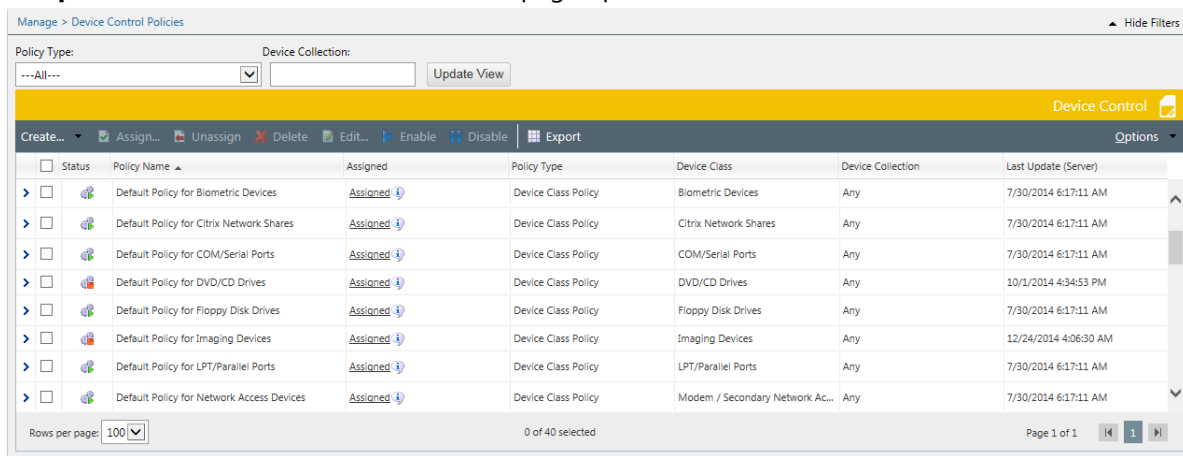 Manage > Device Control Policies Hide Filters
Policy Type: Device Collection:
---All--- Update View
Device Control
Create... Assign... Unassign Delete Edit... Enable Disable Export Options
Status Policy Name Assigned Policy Type Device Class Device Collection Last Update (Server)
Default Policy for Biometric Devices Assigned Device Class Policy Biometric Devices Any 7/30/2014 6:17:11 AM
Default Policy for Citrix Network Shares Assigned Device Class Policy Citrix Network Shares Any 7/30/2014 6:17:11 AM
Default Policy for COM/Serial Ports Assigned Device Class Policy COM/Serial Ports Any 7/30/2014 6:17:11 AM
Default Policy for DVD/CD Drives Assigned Device Class Policy DVD/CD Drives Any 10/1/2014 4:34:53 PM
Default Policy for Floppy Disk Drives Assigned Device Class Policy Floppy Disk Drives Any 7/30/2014 6:17:11 AM
Default Policy for Imaging Devices Assigned Device Class Policy Imaging Devices Any 12/24/2014 4:06:30 AM
Default Policy for LPT/Parallel Ports Assigned Device Class Policy LPT/Parallel Ports Any 7/30/2014 6:17:11 AM
Default Policy for Network Access Devices Assigned Device Class Policy Modem / Secondary Network Ac... Any 7/30/2014 6:17:11 AM
Rows per page: 100 0 of 40 selected Page 1 of 1 1